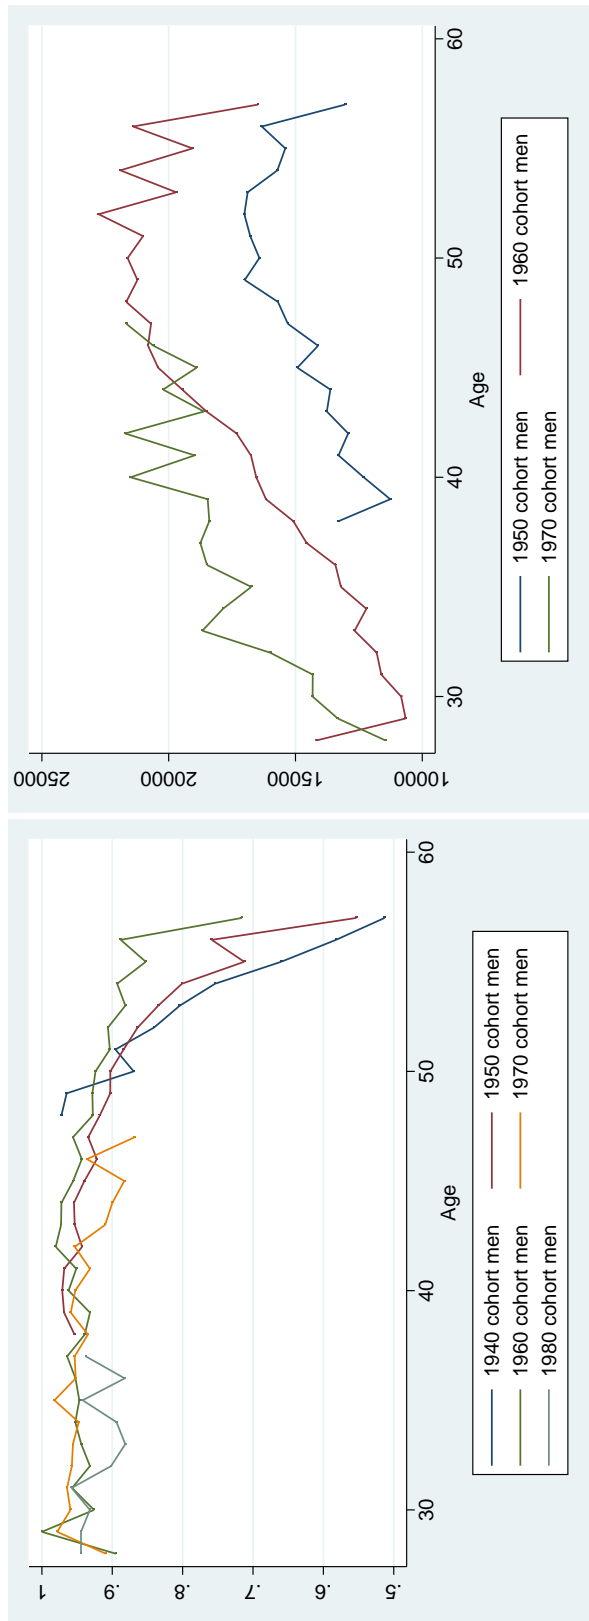 1
.9
.8
.7
.6
.5
30
40
50
60
Age
1940 cohort men
1950 cohort men
1960 cohort men
1970 cohort men
1980 cohort men
25000
20000
15000
10000
30
40
50
60
Age
1950 cohort men
1960 cohort men
1970 cohort men